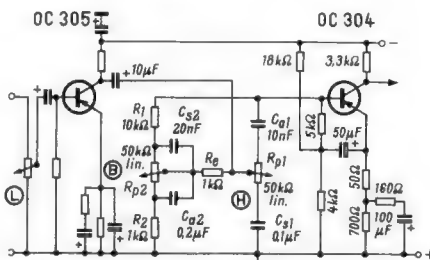 OC 305
OC 304
10µF
18kΩ
3,3kΩ
R1
10kΩ
Cs2
20nF
Ca1
10nF
5kΩ
50µF
50kΩ
lin.
Rp2
Re
1kΩ
Rp1
50kΩ
lin.
50Ω
160Ω
L
B
H
R2
1kΩ
Ca2
0,2µF
Cs1
0,1µF
4kΩ
700Ω
100
µF